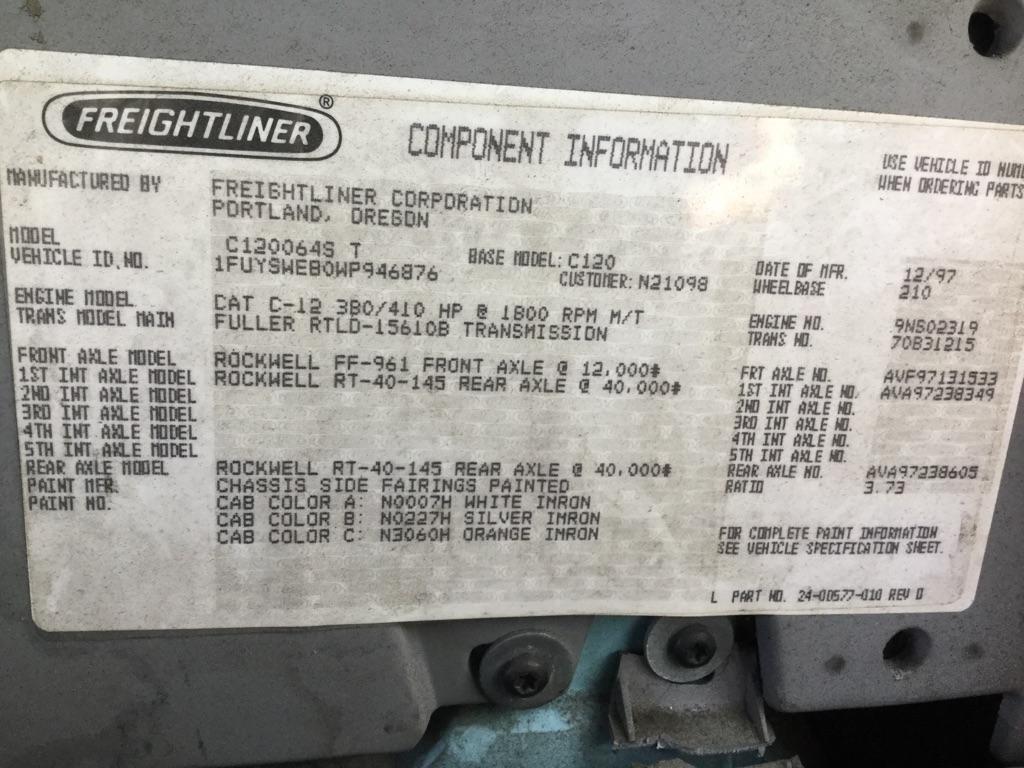 FREIGHTLINER®
COMPONENT INFORMATION
USE VEHICLE ID
WHEN ORDERING PARTS
MANUFACTURED BY FREIGHTLINER CORPORATION
PORTLAND, OREGON
MODEL C120064S T BASE MODEL: C120
VEHICLE ID.NO. 1FUYSWEB0WP946876 CUSTOMER: N21098
DATE OF MFR. 12/97
WHEELBASE 210
ENGINE MODEL CAT C-12 380/410 HP @ 1800 RPM M/T ENGINE NO. 9NS02319
TRANS MODEL MAIN FULLER RTLO-15610B TRANSMISSION TRANS NO. 70B31215
FRONT AXLE MODEL ROCKWELL FF-961 FRONT AXLE @ 12,000# FRT AXLE NO. AVF97131533
1ST INT AXLE MODEL ROCKWELL RT-40-145 REAR AXLE @ 40,000# 1ST INT AXLE NO. AVA97238349
2ND INT AXLE MODEL 2ND INT AXLE NO.
3RD INT AXLE MODEL 3RD INT AXLE NO.
4TH INT AXLE MODEL 4TH INT AXLE NO.
5TH INT AXLE MODEL 5TH INT AXLE NO.
REAR AXLE MODEL ROCKWELL RT-40-145 REAR AXLE @ 40,000# REAR AXLE NO. AVA97238605
PAINT MFR. CHASSIS SIDE FAIRINGS PAINTED RATIO 3.73
PAINT NO. CAB COLOR A: N0007H WHITE IMRON
CAB COLOR B: N0227H SILVER IMRON
CAB COLOR C: N3060H ORANGE IMRON
FOR COMPLETE PAINT INFORMATION
SEE VEHICLE SPECIFICATION SHEET.
L PART NO. 24-00577-010 REV D